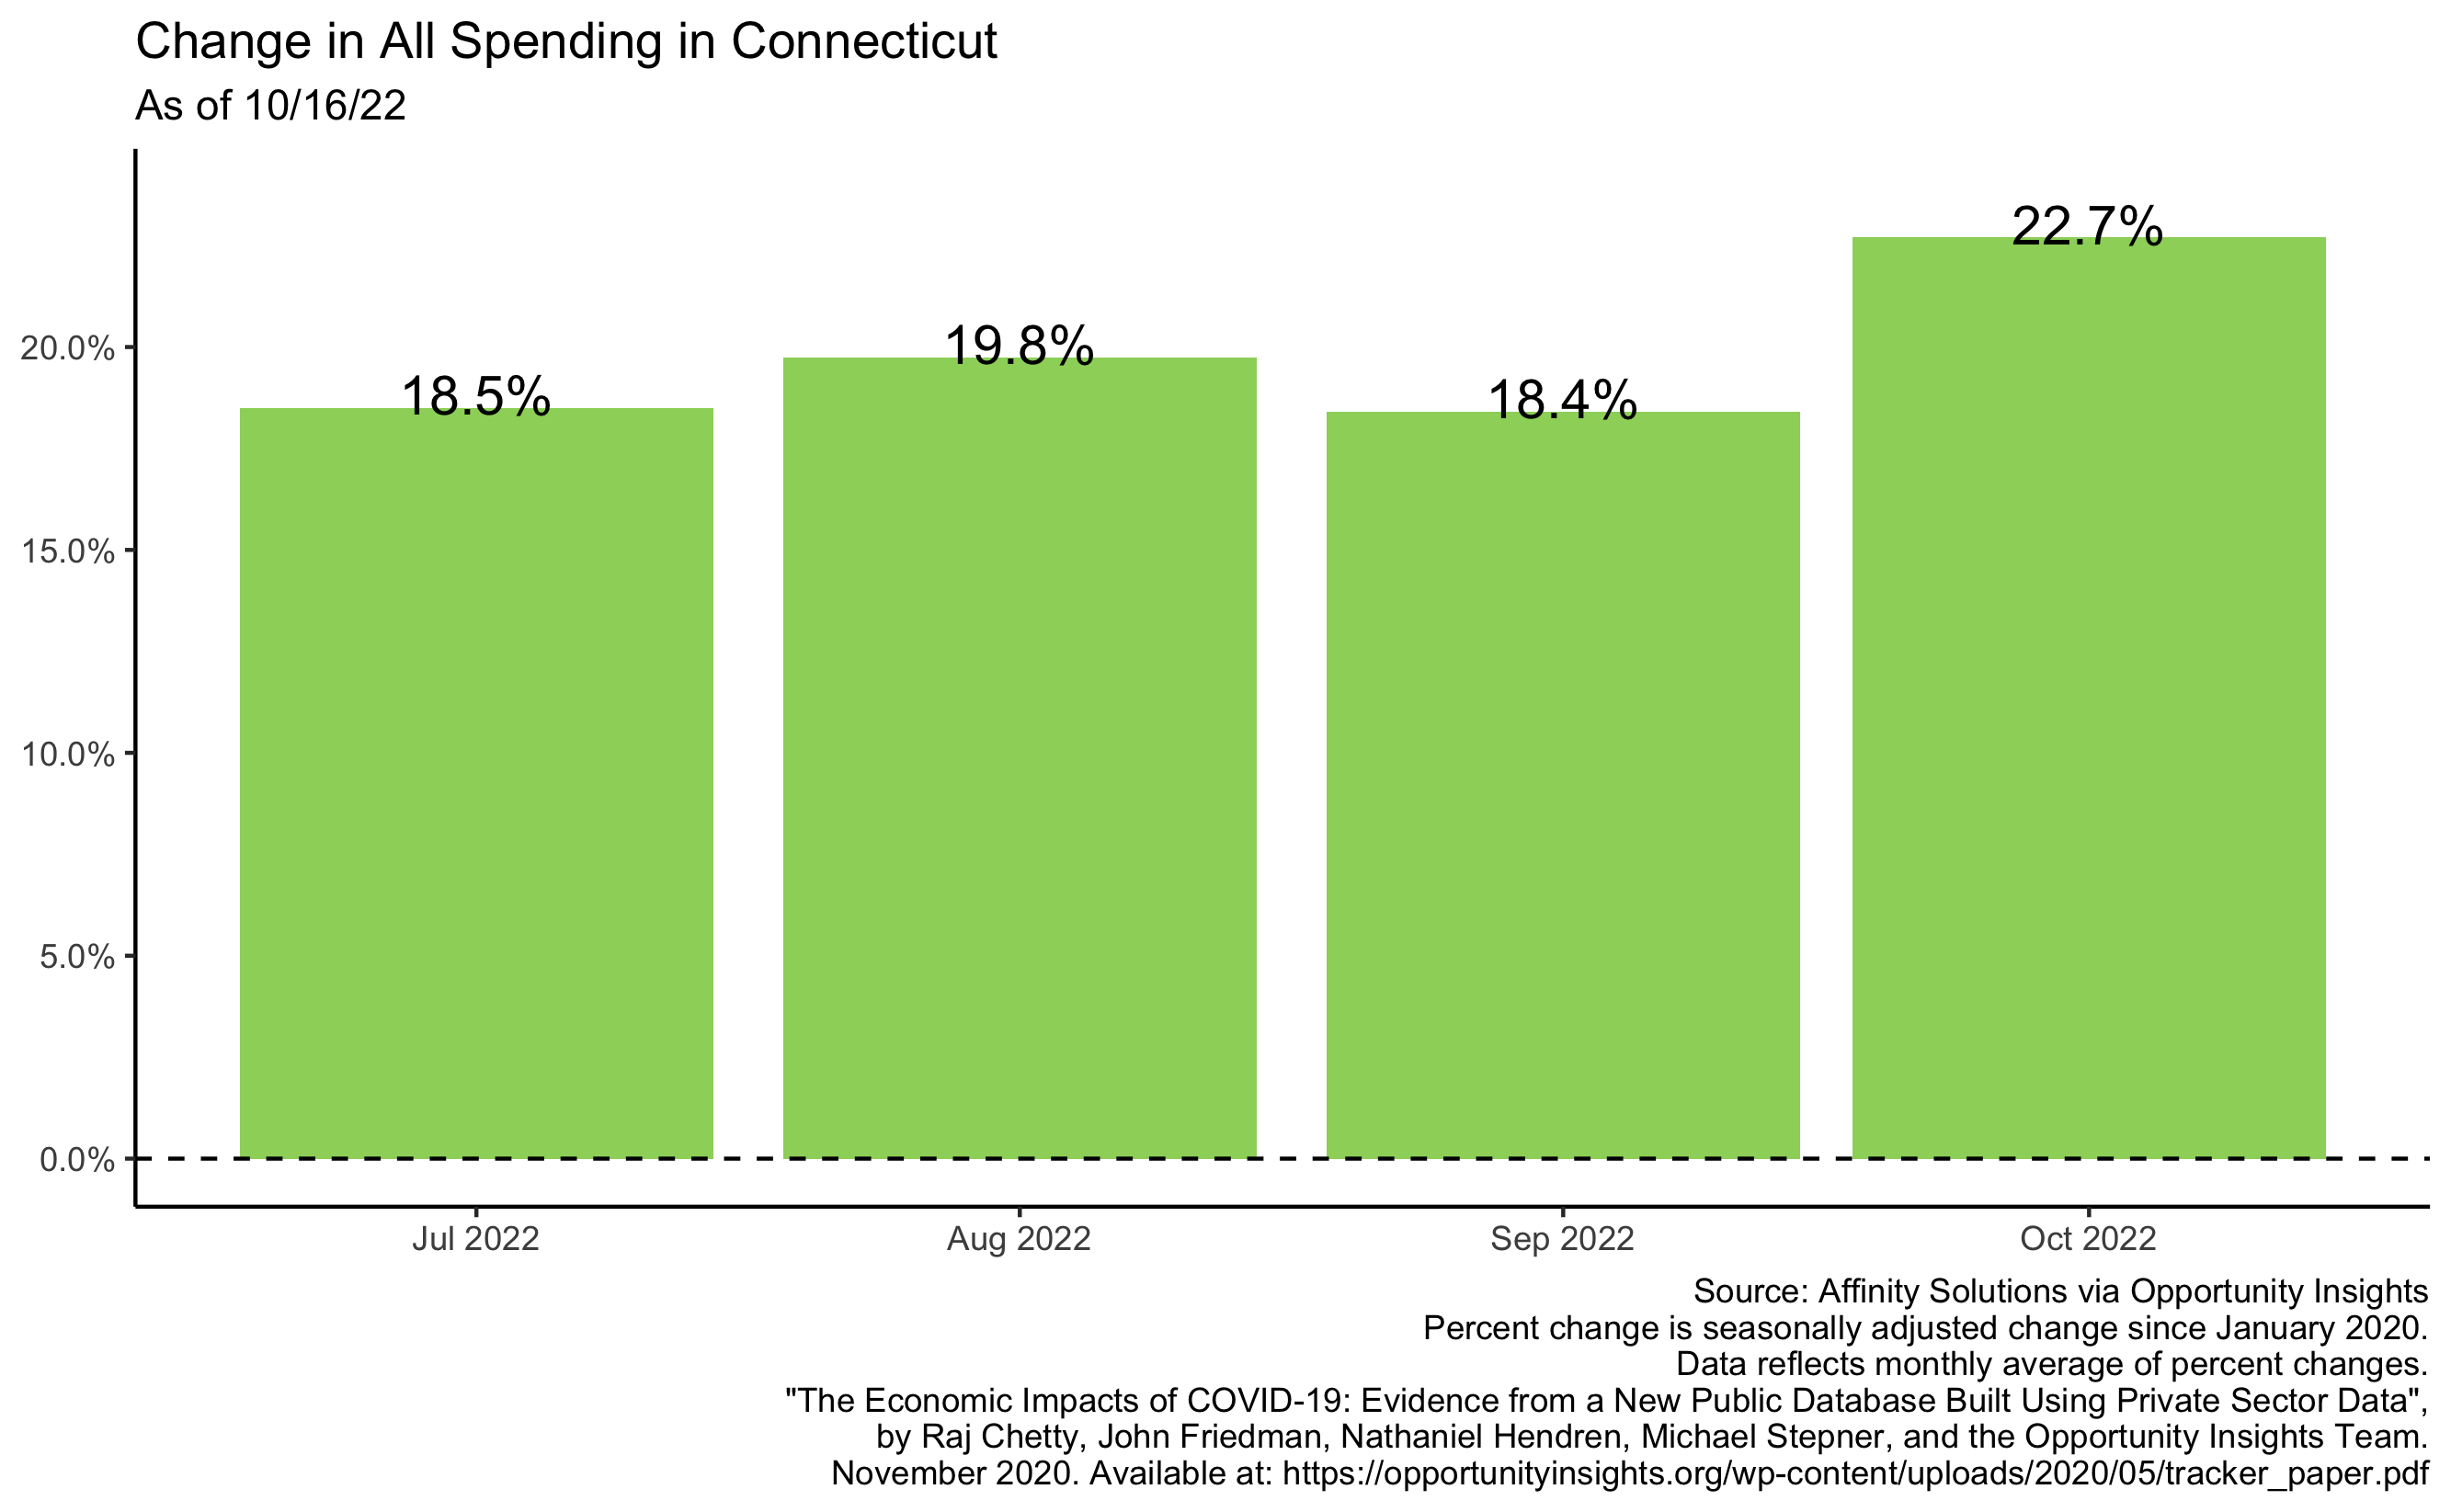 Change in All Spending in Connecticut
As of 10/16/22
22.7%
19.8%
18.5%
18.4%
20.0%
15.0%
10.0%
5.0%
0.0%
Jul 2022
Aug 2022
Sep 2022
Oct 2022
Source: Affinity Solutions via Opportunity Insights
Percent change is seasonally adjusted change since January 2020.
Data reflects monthly average of percent changes.
"The Economic Impacts of COVID-19: Evidence from a New Public Database Built Using Private Sector Data",
by Raj Chetty, John Friedman, Nathaniel Hendren, Michael Stepner, and the Opportunity Insights Team.
November 2020. Available at: https://opportunityinsights.org/wp-content/uploads/2020/05/tracker_paper.pdf